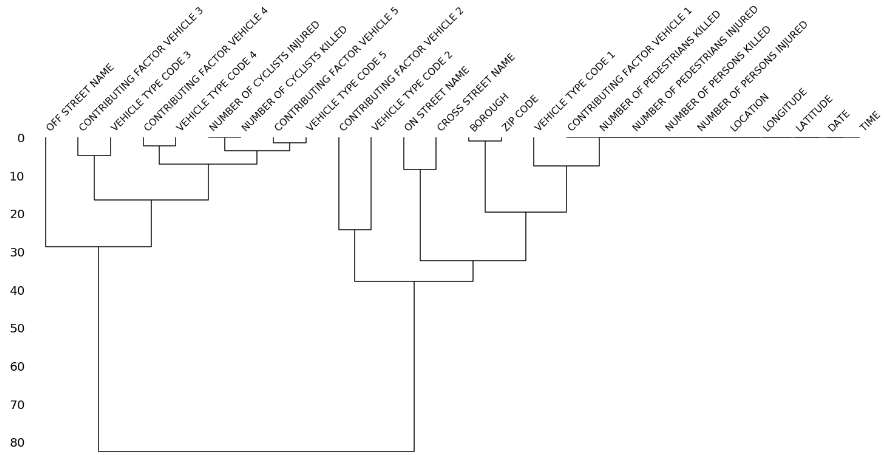 OFF STREET NAME
CONTRIBUTING FACTOR VEHICLE 3
VEHICLE TYPE CODE 3
CONTRIBUTING FACTOR VEHICLE 4
VEHICLE TYPE CODE 4
NUMBER OF CYCLISTS INJURED
NUMBER OF CYCLISTS KILLED
CONTRIBUTING FACTOR VEHICLE 5
VEHICLE TYPE CODE 5
CONTRIBUTING FACTOR VEHICLE 2
VEHICLE TYPE CODE 2
ON STREET NAME
CROSS STREET NAME
BOROUGH
ZIP CODE
VEHICLE TYPE CODE 1
CONTRIBUTING FACTOR VEHICLE 1
NUMBER OF PEDESTRIANS KILLED
NUMBER OF PEDESTRIANS INJURED
NUMBER OF PERSONS KILLED
NUMBER OF PERSONS INJURED
LOCATION
LONGITUDE
LATITUDE
DATE
TIME
0
10
20
30
40
50
60
70
80